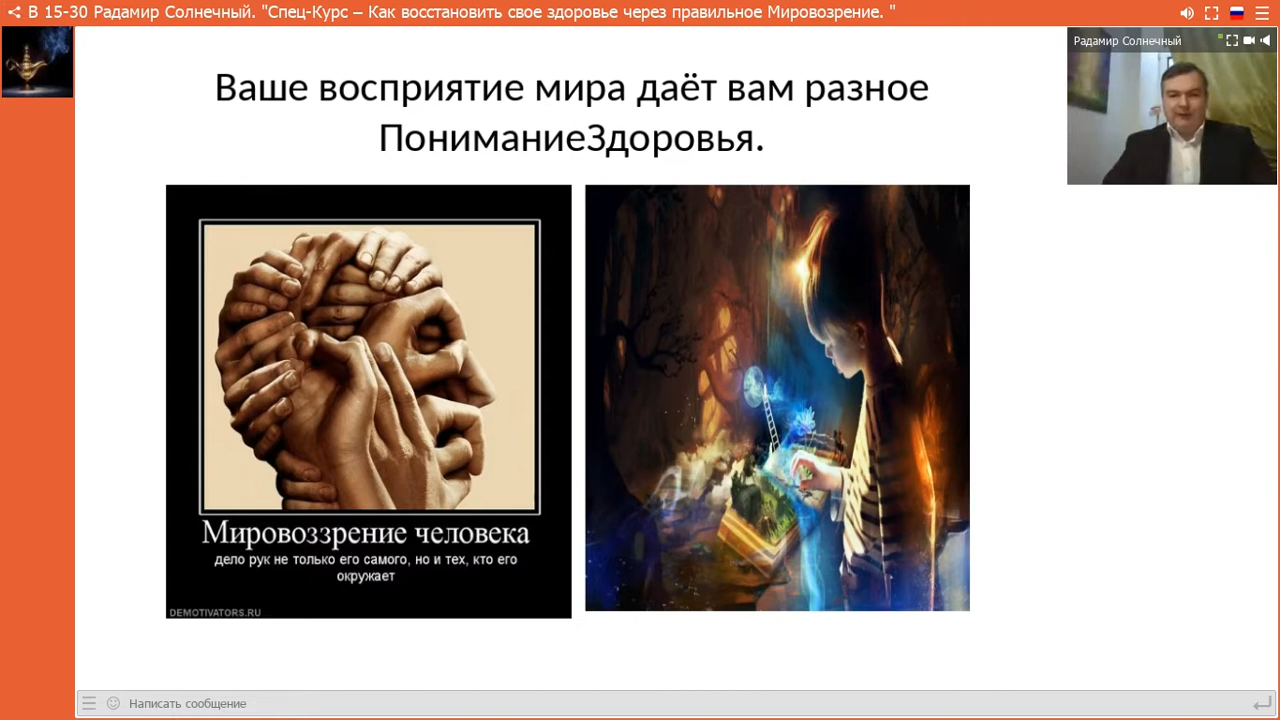 В 15-30 Радамир Солнечный. "Спец-Курс – Как восстановить свое здоровье через правильное Мировозрение. "
Радамир Солнечный
Ваше восприятие мира даёт вам разное
ПониманиеЗдоровья.
Мировоззрение человека
дело рук не только его самого, но и тех, кто его
окружает
DEMOTIVATORS.RU
Написать сообщение